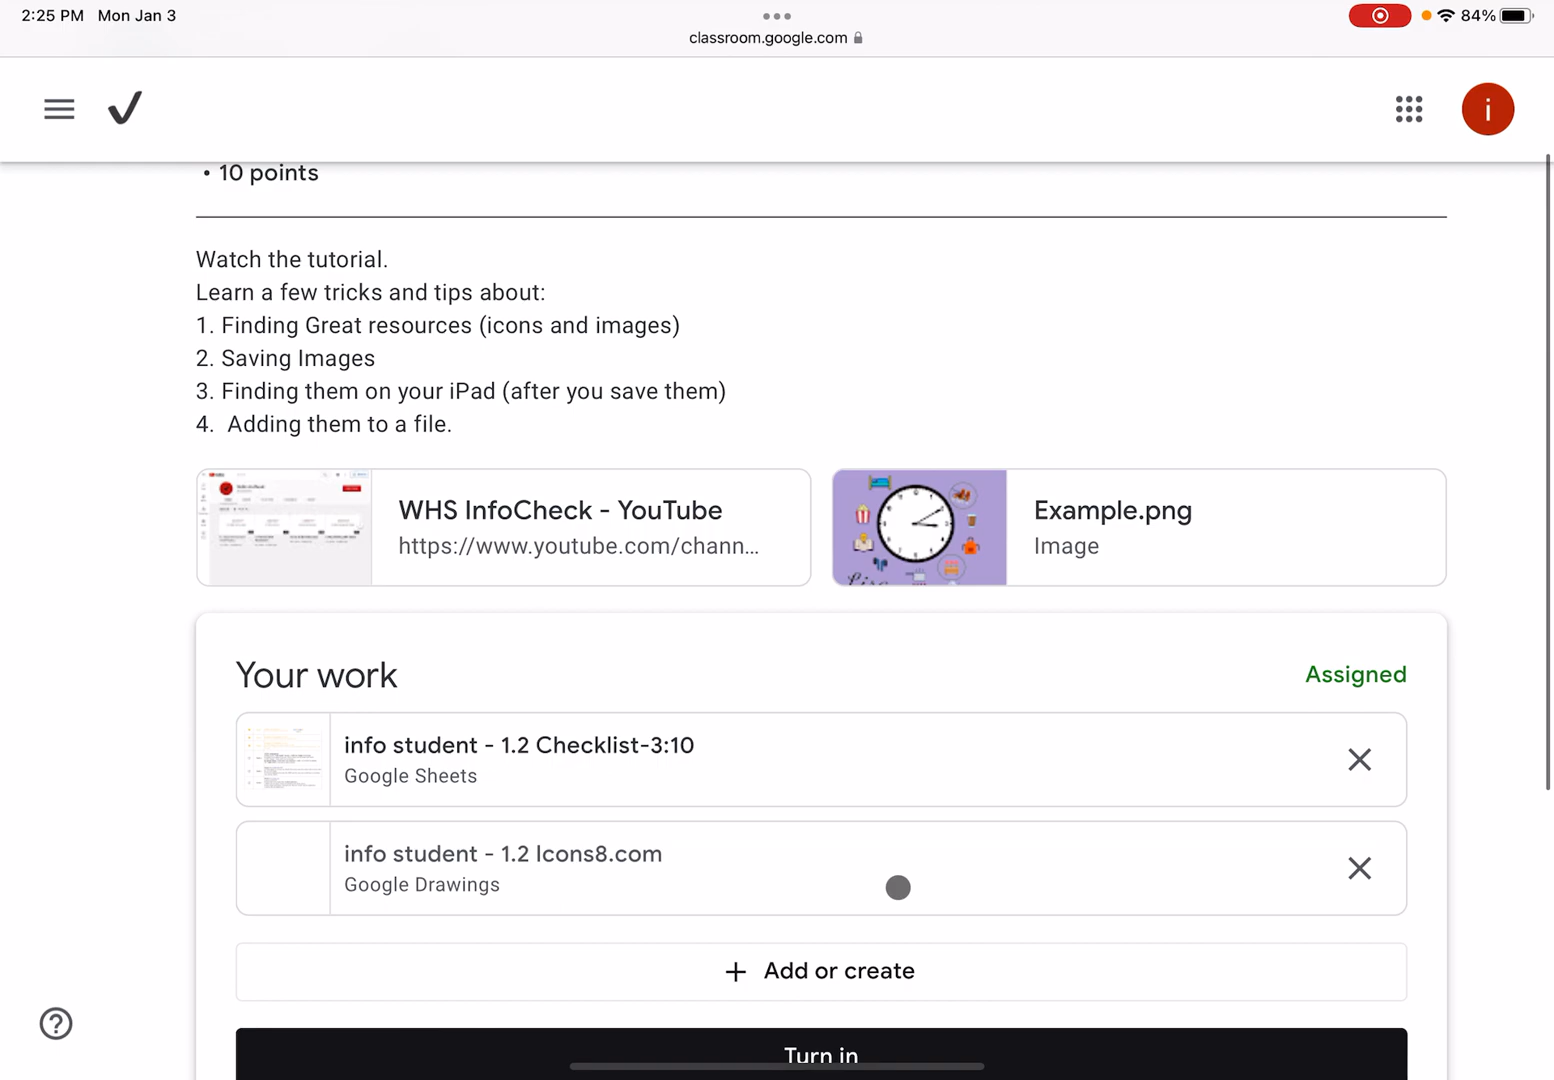 2:25 PM Mon Jan 3
84%
classroom.google.com
i
• 10 points
Watch the tutorial.
Learn a few tricks and tips about:
1. Finding Great resources (icons and images)
2. Saving Images
3. Finding them on your iPad (after you save them)
4. Adding them to a file.
WHS InfoCheck - YouTube
https://www.youtube.com/chann...
Example.png
Image
Your work
Assigned
info student - 1.2 Checklist-3:10
Google Sheets
info student - 1.2 Icons8.com
Google Drawings
+ Add or create
Turn in